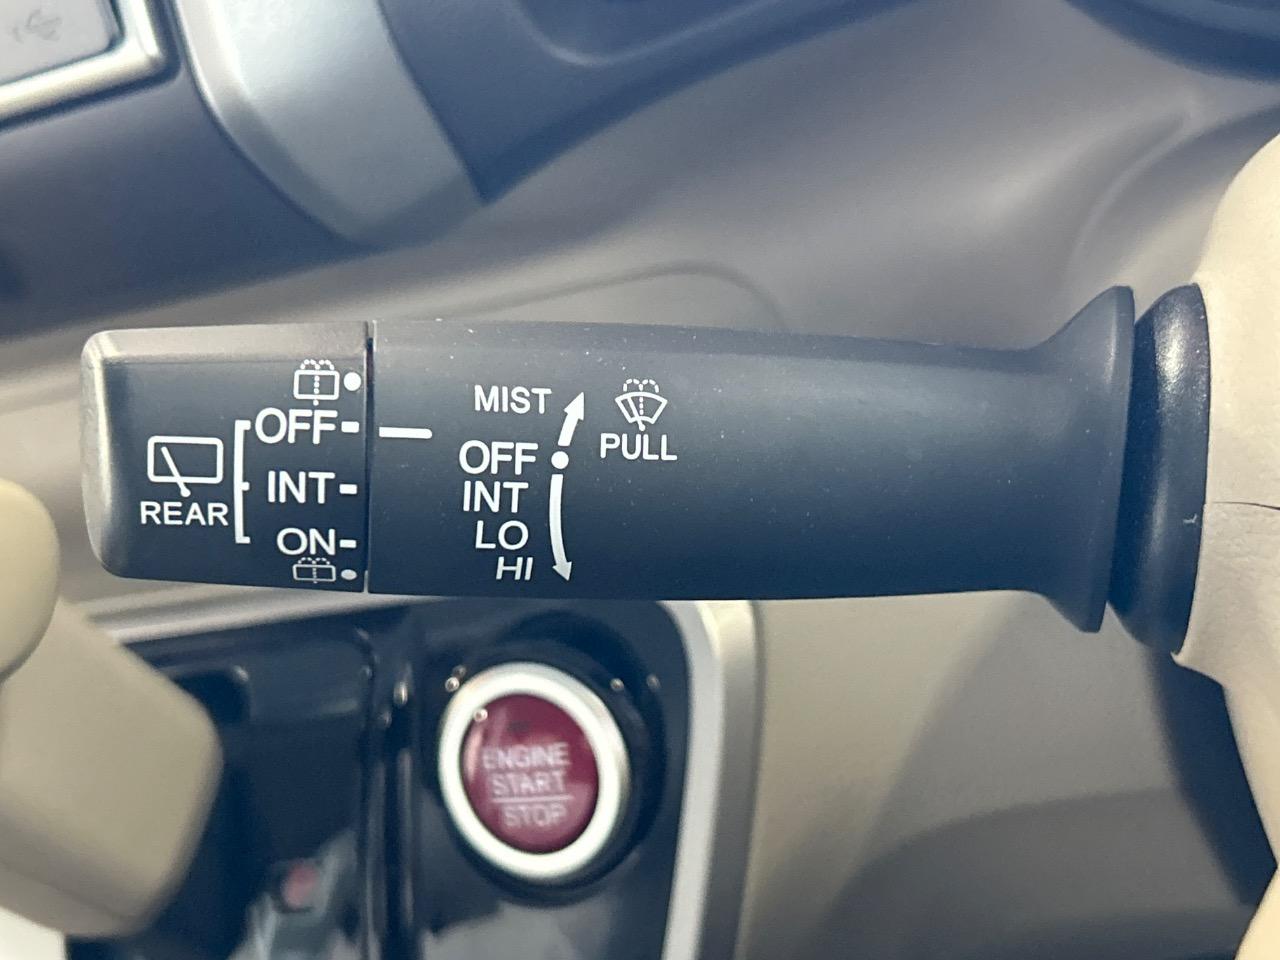 REAR
OFF
INT
ON
MIST
OFF
INT
LO
HI
PULL
ENGINE
START
STOP